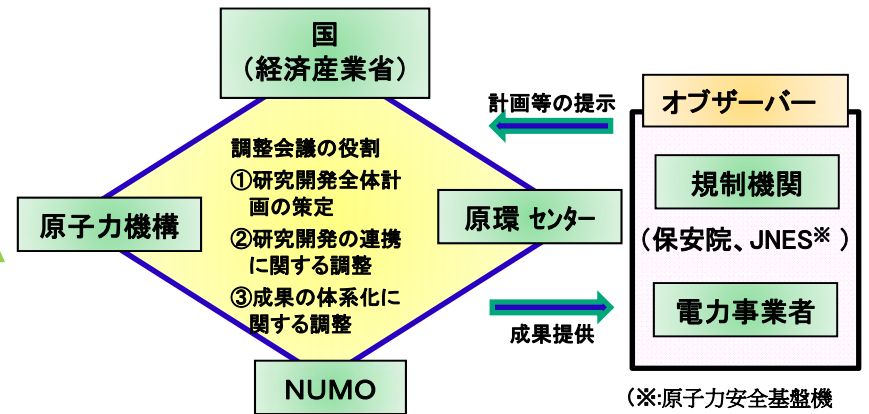 国
（経済産業省）
計画等の提示
オブザーバー
調整会議の役割
①研究開発全体計
画の策定
②研究開発の連携
に関する調整
③成果の体系化に
関する調整
原子力機構
原環 センター
規制機関
（保安院、JNES※ ）
電力事業者
成果提供
NUMO
（※:原子力安全基盤機